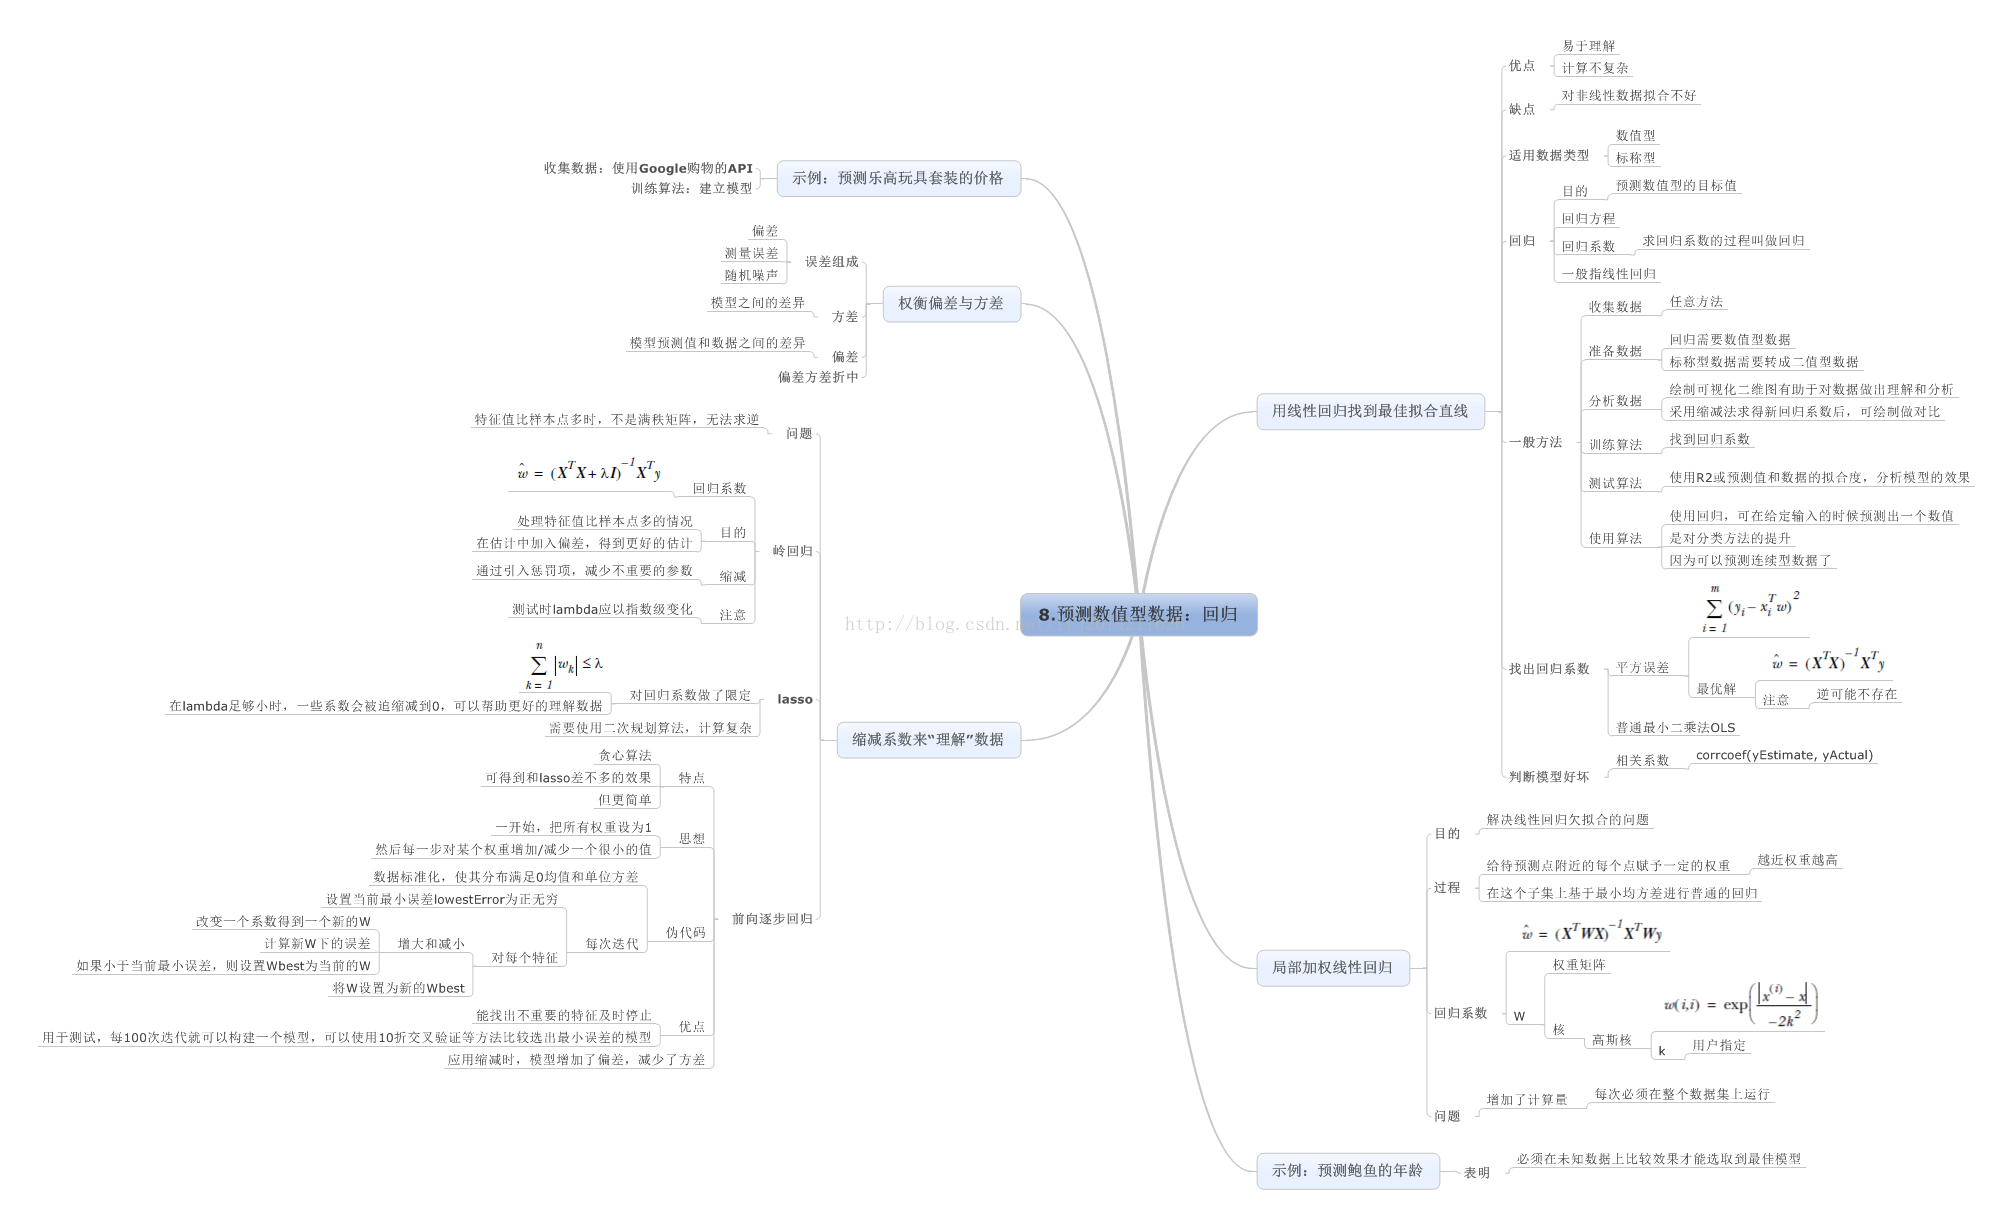 8.预测数值型数据：回归
用线性回归找到最佳拟合直线
优点
易于理解
计算不复杂
缺点
对非线性数据拟合不好
适用数据类型
数值型
标称型
回归
目的
预测数值型的目标值
回归方程
回归系数
求回归系数的过程叫做回归
一般指线性回归
一般方法
收集数据
任意方法
准备数据
回归需要数值型数据
标称型数据需要转成二值型数据
分析数据
绘制可视化二维图有助于对数据做出理解和分析
采用缩减法求得新回归系数后，可绘制做对比
训练算法
找到回归系数
测试算法
使用R2或预测值和数据的拟合度，分析模型的效果
使用算法
使用回归，可在给定输入的时候预测出一个数值
是对分类方法的提升
因为可以预测连续型数据了
找出回归系数
平方误差
∑_{i=1}^{m} (y_i − x_i^T w)^2
最优解
ŵ = (X^T X)^{-1} X^T y
注意
逆可能不存在
普通最小二乘法OLS
判断模型好坏
相关系数
corrcoef(yEstimate, yActual)
局部加权线性回归
目的
解决线性回归欠拟合的问题
过程
给待预测点附近的每个点赋予一定的权重
越近权重越高
在这个子集上基于最小均方差进行普通的回归
回归系数
ŵ = (X^T WX)^{-1} X^T Wy
W
权重矩阵
核
高斯核
w(i,i) = exp(|x^{(i)} − x| / −2k^2)
k
用户指定
问题
增加了计算量
每次必须在整个数据集上运行
示例：预测鲍鱼的年龄
表明
必须在未知数据上比较效果才能选取到最佳模型
示例：预测乐高玩具套装的价格
收集数据：使用Google购物的API
训练算法：建立模型
权衡偏差与方差
误差组成
偏差
测量误差
随机噪声
方差
模型之间的差异
偏差
模型预测值和数据之间的差异
偏差方差折中
缩减系数来“理解”数据
问题
特征值比样本点多时，不是满秩矩阵，无法求逆
岭回归
回归系数
ŵ = (X^T X + λI)^{-1} X^T y
目的
处理特征值比样本点多的情况
在估计中加入偏差，得到更好的估计
缩减
通过引入惩罚项，减少不重要的参数
注意
测试时lambda应以指数级变化
lasso
对回归系数做了限定
∑_{k=1}^{n} |w_k| ≤ λ
在lambda足够小时，一些系数会被迫缩减到0，可以帮助更好的理解数据
需要使用二次规划算法，计算复杂
前向逐步回归
特点
贪心算法
可得到和lasso差不多的效果
但更简单
思想
一开始，把所有权重设为1
然后每一步对某个权重增加/减少一个很小的值
伪代码
数据标准化，使其分布满足0均值和单位方差
每次迭代
设置当前最小误差lowestError为正无穷
对每个特征
增大和减小
改变一个系数得到一个新的W
计算新W下的误差
如果小于当前最小误差，则设置Wbest为当前的W
将W设置为新的Wbest
优点
能找出不重要的特征及时停止
用于测试，每100次迭代就可以构建一个模型，可以使用10折交叉验证等方法比较选出最小误差的模型
应用缩减时，模型增加了偏差，减少了方差
http://blog.csdn.n